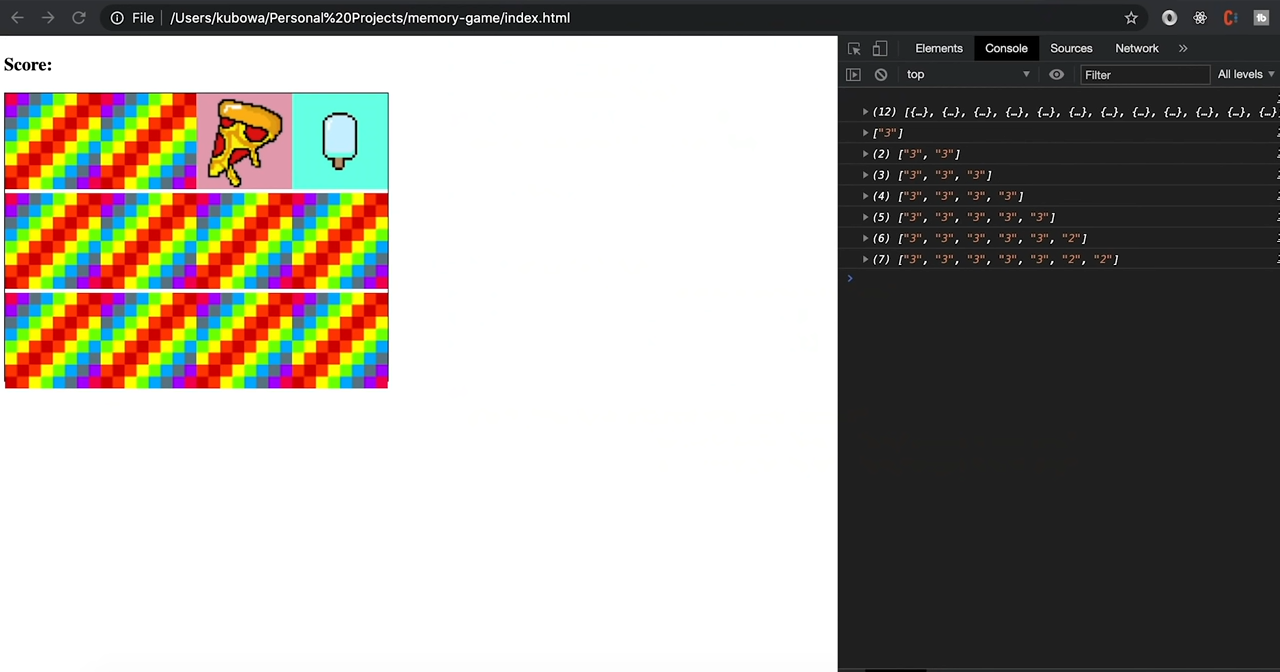 File /Users/kubowa/Personal%20Projects/memory-game/index.html
Score:
Elements Console Sources Network »
top Filter All levels
(12) [{…}, {…}, {…}, {…}, {…}, {…}, {…}, {…}, {…}, {…}, {…}, {…}
["3"]
(2) ["3", "3"]
(3) ["3", "3", "3"]
(4) ["3", "3", "3", "3"]
(5) ["3", "3", "3", "3", "3"]
(6) ["3", "3", "3", "3", "3", "2"]
(7) ["3", "3", "3", "3", "3", "2", "2"]